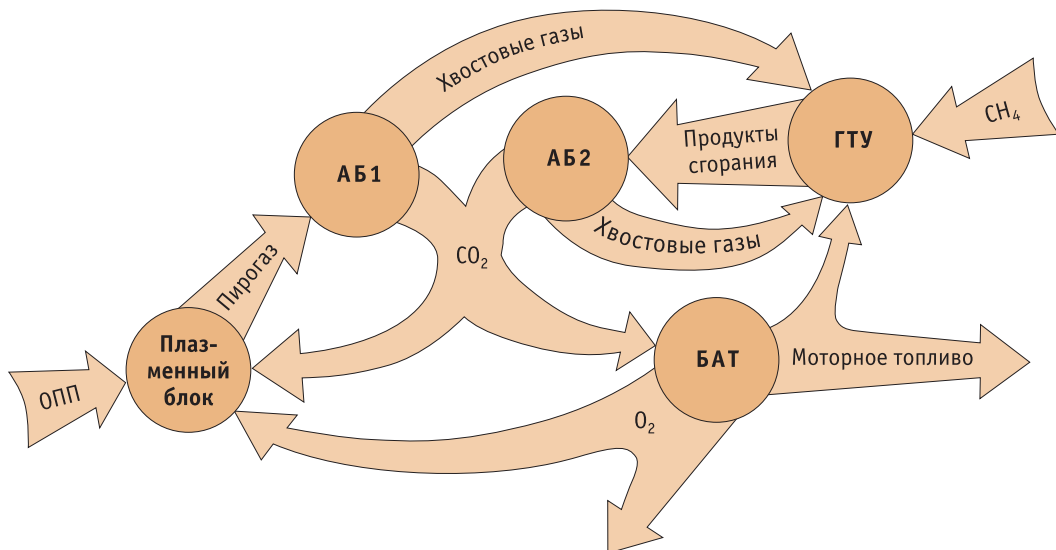 Хвостовые газы
CH₄
АБ1
АБ2
Продукты
сгорания
ГТУ
Хвостовые газы
CO₂
Пирогаз
Плаз-
менный
блок
БАТ
Моторное топливо
ОПП
O₂